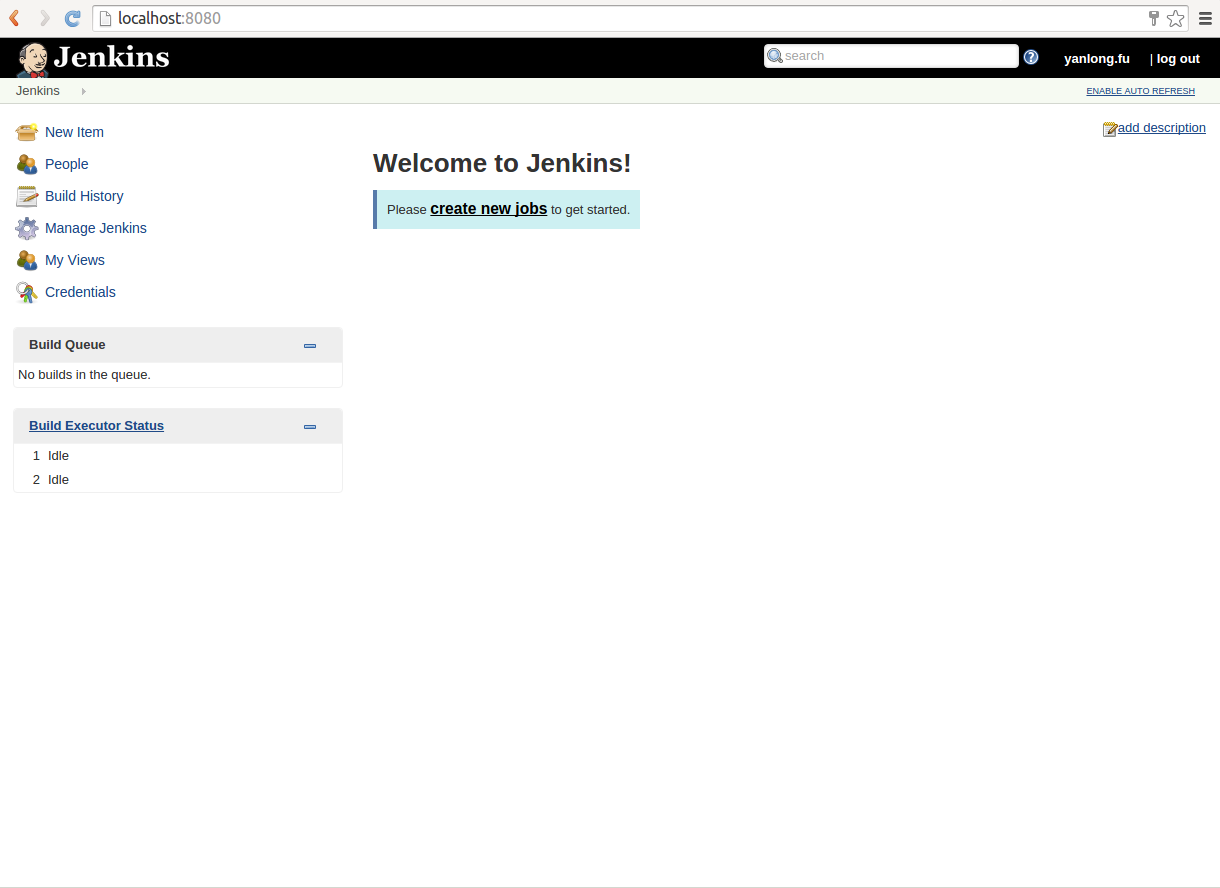 localhost:8080
Jenkins
search
yanlong.fu | log out
Jenkins
ENABLE AUTO REFRESH
New Item
People
Build History
Manage Jenkins
My Views
Credentials
Build Queue
No builds in the queue.
Build Executor Status
1 Idle
2 Idle
add description
Welcome to Jenkins!
Please create new jobs to get started.